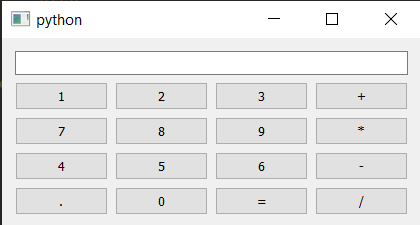 python
1 2 3 +
7 8 9 *
4 5 6 -
. 0 = /